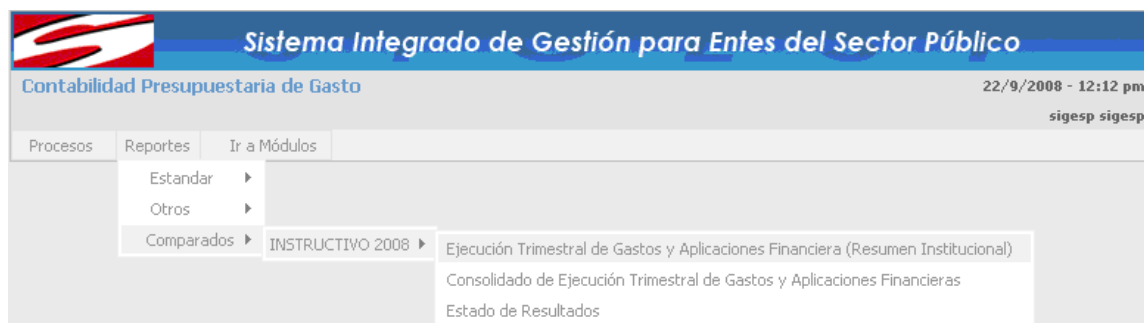 Sistema Integrado de Gestión para Entes del Sector Público
Contabilidad Presupuestaria de Gasto 22/9/2008 - 12:12 pm
sigesp sigesp
Procesos Reportes Ir a Módulos
Estandar
Otros
Comparados INSTRUCTIVO 2008 Ejecución Trimestral de Gastos y Aplicaciones Financiera (Resumen Institucional)
Consolidado de Ejecución Trimestral de Gastos y Aplicaciones Financieras
Estado de Resultados